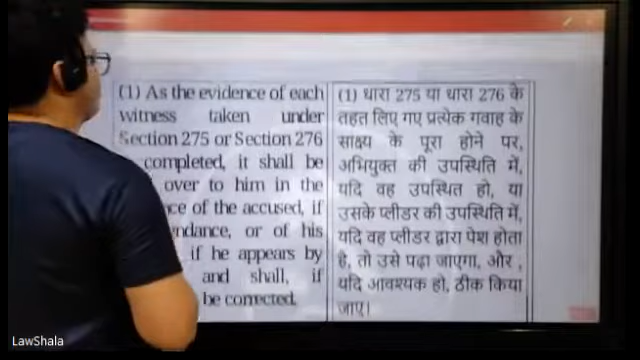 (1) As the evidence of each
witness taken under
Section 275 or Section 276
completed, it shall be
over to him in the
of the accused, if
or of his
if he appears by
and shall, if
be corrected.
(1) धारा 275 या धारा 276 के
तहत लिए गए प्रत्येक गवाह के
साक्ष्य के पूरा होने पर,
अभियुक्त की उपस्थिति में,
यदि वह उपस्थित हो, या
उसके प्लीडर की उपस्थिति में,
यदि वह प्लीडर द्वारा पेश होता
है, तो उसे पढ़ा जाएगा, और ,
यदि आवश्यक हो, ठीक किया
जाए।
LawShala